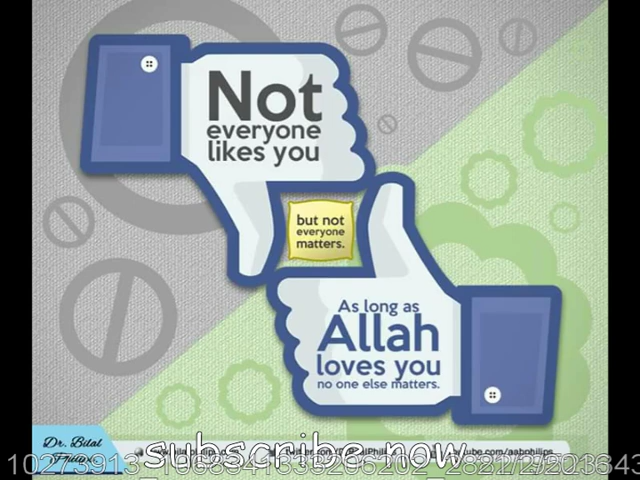 Not
everyone
likes you
but not
everyone
matters.
As long as
Allah
loves you
no one else matters.
Dr. Bilal
Philips
subscribe now